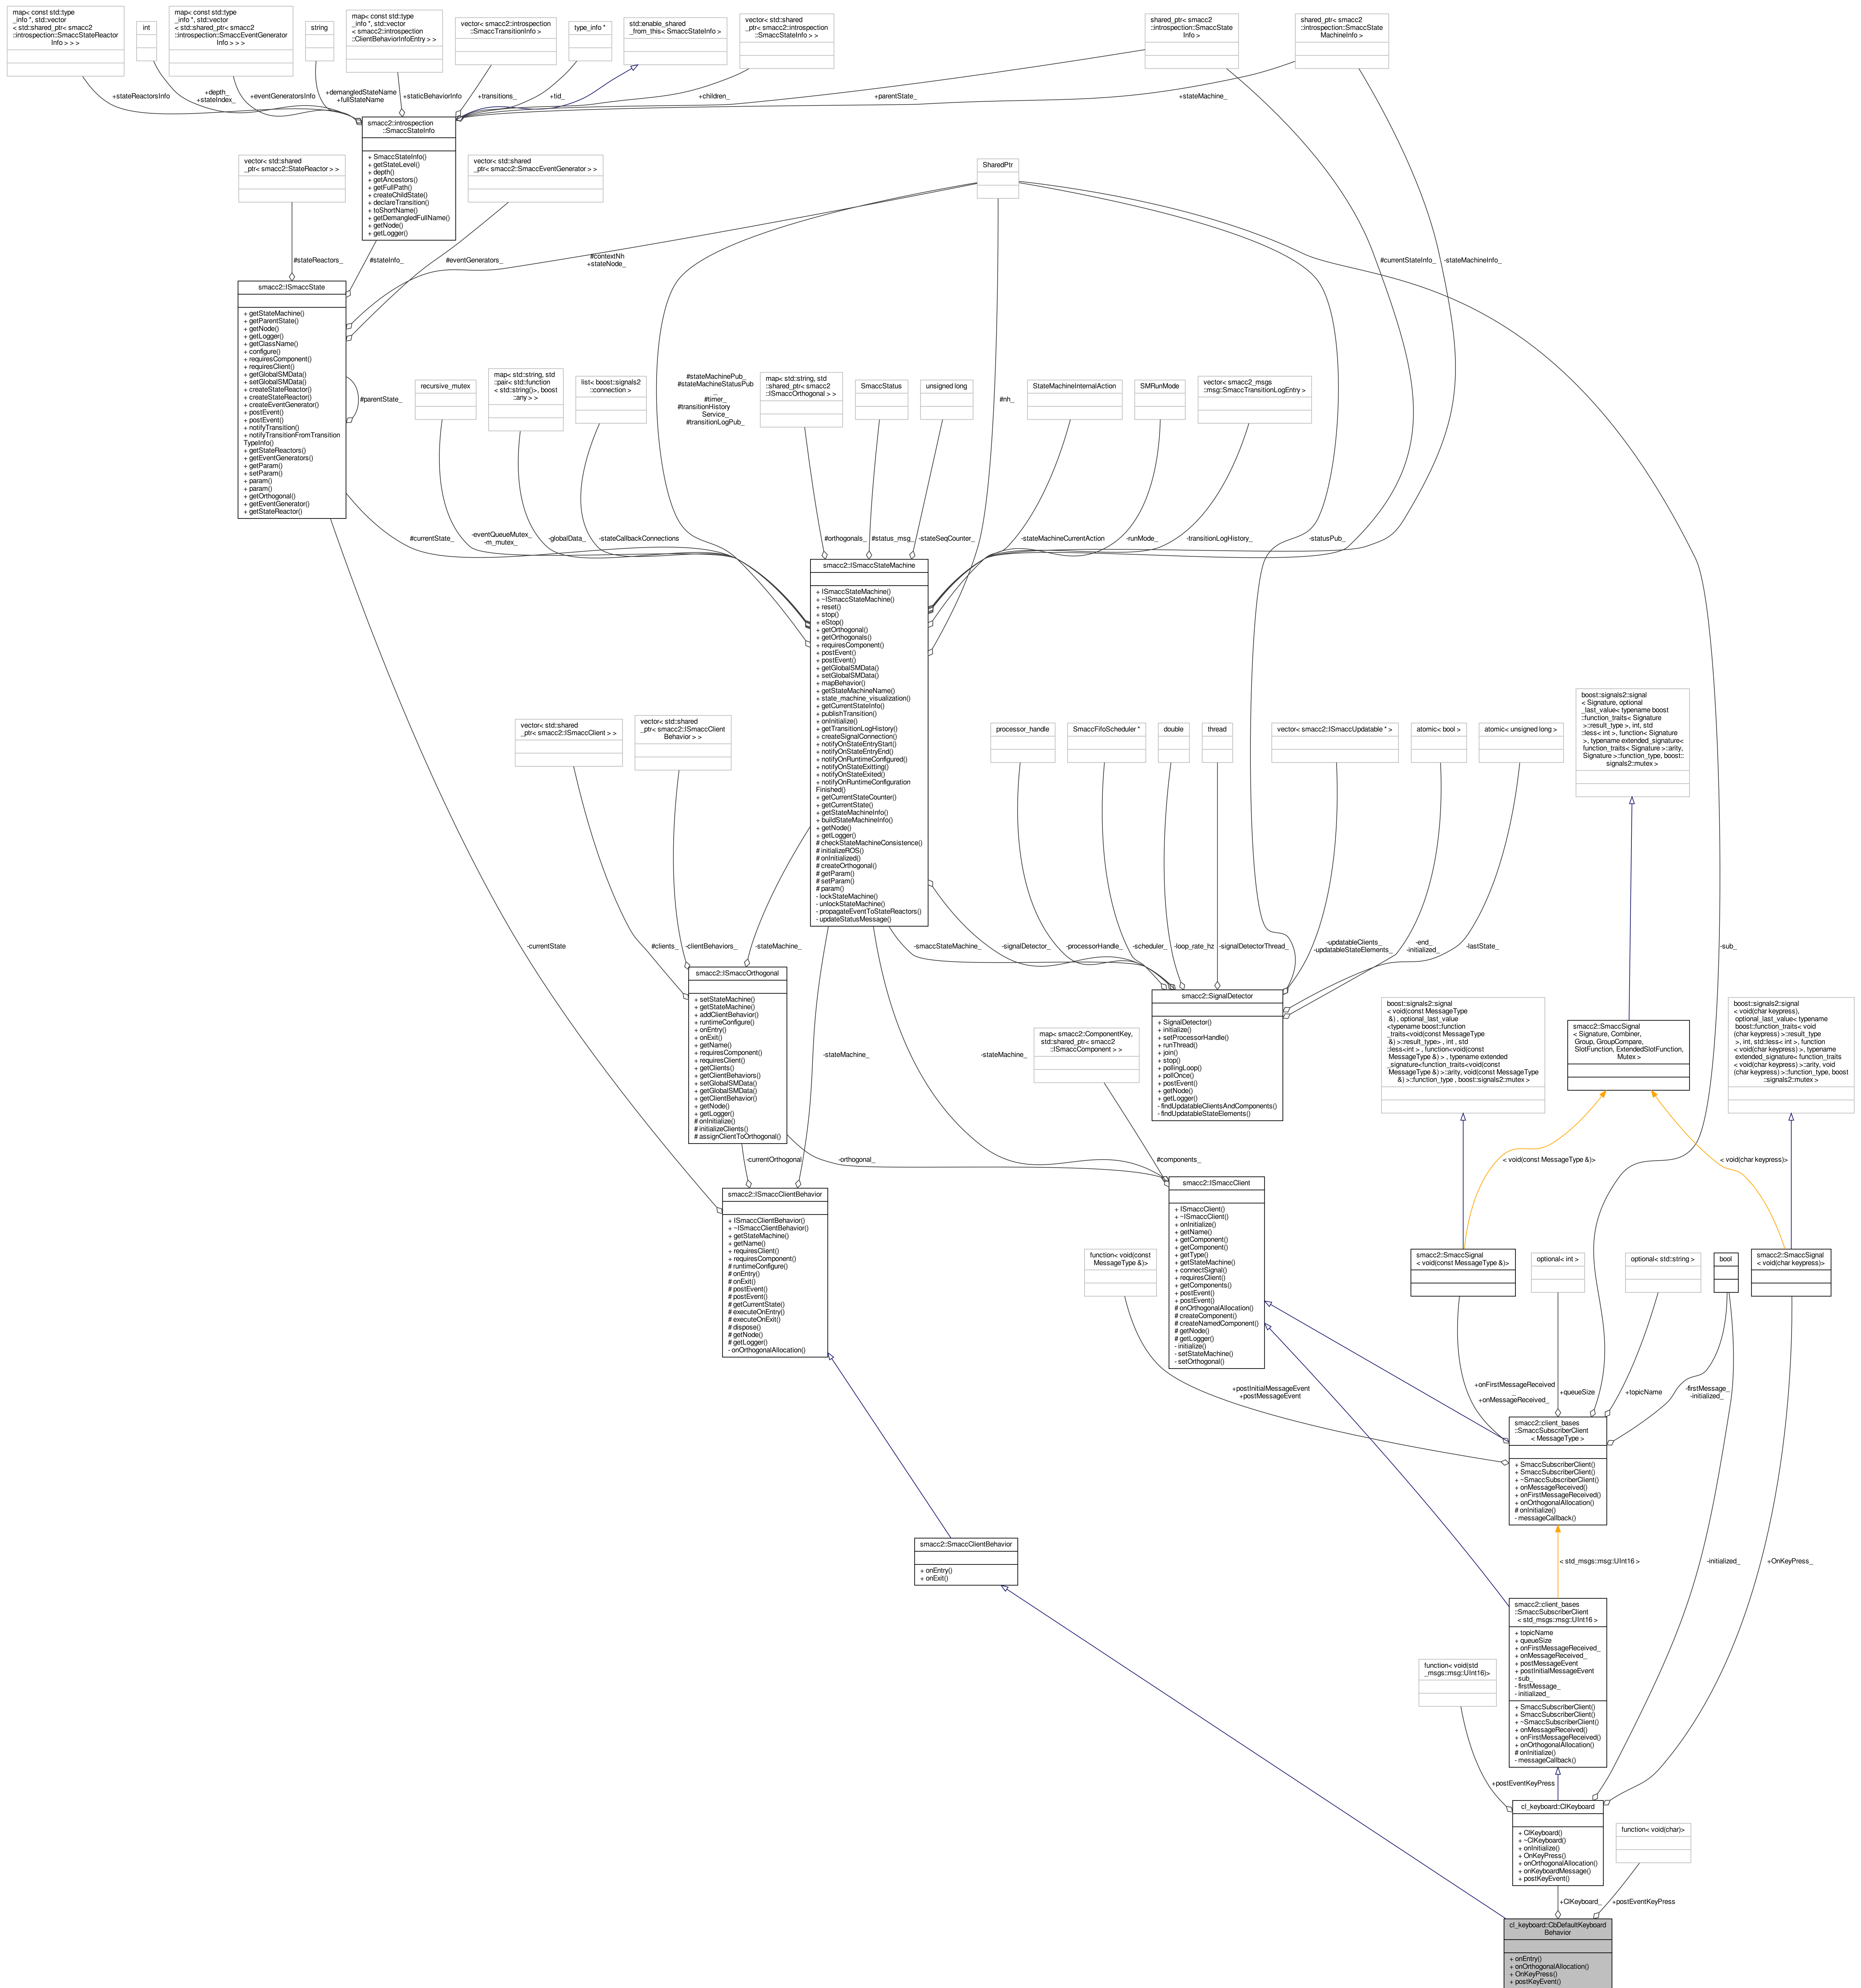 map< const std::type
_info *, std::vector
< std::shared_ptr< smacc2
::introspection::SmaccStateReactor
Info > > >
int
map< const std::type
_info *, std::vector
< std::shared_ptr< smacc2
::introspection::SmaccEventGenerator
Info > > >
string
map< const std::type
_info *, std::vector
< smacc2::introspection
::ClientBehaviorInfoEntry > >
vector< smacc2::introspection
::SmaccTransitionInfo >
type_info *
std::enable_shared
_from_this< SmaccStateInfo >
vector< std::shared
_ptr< smacc2::introspection
::SmaccStateInfo > >
shared_ptr< smacc2
::introspection::SmaccState
Info >
shared_ptr< smacc2
::introspection::SmaccState
MachineInfo >
+stateReactorsInfo
+depth_
+stateIndex_
+eventGeneratorsInfo
+demangledStateName
+fullStateName
+staticBehaviorInfo
+transitions_
+tid_
+children_
+parentState_
+stateMachine_
smacc2::introspection
::SmaccStateInfo
+ SmaccStateInfo()
+ getStateLevel()
+ depth()
+ getAncestors()
+ getFullPath()
+ createChildState()
+ declareTransition()
+ toShortName()
+ getDemangledFullName()
+ getNode()
+ getLogger()
vector< std::shared
_ptr< smacc2::StateReactor > >
vector< std::shared
_ptr< smacc2::SmaccEventGenerator > >
SharedPtr
#stateReactors_
#stateInfo_
#eventGenerators_
#contextNh
+stateNode_
#currentStateInfo_
-stateMachineInfo_
smacc2::ISmaccState
+ getStateMachine()
+ getParentState()
+ getNode()
+ getLogger()
+ getClassName()
+ configure()
+ requiresComponent()
+ requiresClient()
+ getGlobalSMData()
+ setGlobalSMData()
+ createStateReactor()
+ createStateReactor()
+ createEventGenerator()
+ postEvent()
+ postEvent()
+ notifyTransition()
+ notifyTransitionFromTransition
TypeInfo()
+ getStateReactors()
+ getEventGenerators()
+ getParam()
+ setParam()
+ param()
+ param()
+ getOrthogonal()
+ getEventGenerator()
+ getStateReactor()
#parentState_
recursive_mutex
map< std::string, std
::pair< std::function
< std::string()>, boost
::any > >
list< boost::signals2
::connection >
#stateMachinePub_
#stateMachineStatusPub
_
#timer_
#transitionHistory
Service_
#transitionLogPub_
map< std::string, std
::shared_ptr< smacc2
::ISmaccOrthogonal > >
SmaccStatus
unsigned long
#nh_
StateMachineInternalAction
SMRunMode
vector< smacc2_msgs
::msg::SmaccTransitionLogEntry >
#currentState_
-eventQueueMutex_
-m_mutex_
-globalData_
-stateCallbackConnections
#orthogonals_
#status_msg_
-stateSeqCounter_
-stateMachineCurrentAction
-runMode_
-transitionLogHistory_
-statusPub_
smacc2::ISmaccStateMachine
+ ISmaccStateMachine()
+ ~ISmaccStateMachine()
+ reset()
+ stop()
+ eStop()
+ getOrthogonal()
+ getOrthogonals()
+ requiresComponent()
+ postEvent()
+ postEvent()
+ getGlobalSMData()
+ setGlobalSMData()
+ mapBehavior()
+ getStateMachineName()
+ state_machine_visualization()
+ getCurrentStateInfo()
+ publishTransition()
+ onInitialize()
+ getTransitionLogHistory()
+ createSignalConnection()
+ notifyOnStateEntryStart()
+ notifyOnStateEntryEnd()
+ notifyOnRuntimeConfigured()
+ notifyOnStateExitting()
+ notifyOnStateExited()
+ notifyOnRuntimeConfiguration
Finished()
+ getCurrentStateCounter()
+ getCurrentState()
+ getStateMachineInfo()
+ buildStateMachineInfo()
+ getNode()
+ getLogger()
# checkStateMachineConsistence()
# initializeROS()
# onInitialized()
# createOrthogonal()
# getParam()
# setParam()
# param()
- lockStateMachine()
- unlockStateMachine()
- propagateEventToStateReactors()
- updateStatusMessage()
vector< std::shared
_ptr< smacc2::ISmaccClient > >
vector< std::shared
_ptr< smacc2::ISmaccClient
Behavior > >
processor_handle
SmaccFifoScheduler *
double
thread
vector< smacc2::ISmaccUpdatable * >
atomic< bool >
atomic< unsigned long >
boost::signals2::signal
< Signature, optional
_last_value< typename boost
::function_traits< Signature
>::result_type >, int, std
::less< int >, function< Signature
>, typename extended_signature<
function_traits< Signature >::arity,
Signature >::function_type, boost::
signals2::mutex >
-currentState
#clients_
-clientBehaviors_
-stateMachine_
-smaccStateMachine_
-signalDetector_
-processorHandle_
-scheduler_
-loop_rate_hz
-signalDetectorThread_
-updatableClients_
-updatableStateElements_
-end_
-initialized_
-lastState_
-sub_
smacc2::ISmaccOrthogonal
+ setStateMachine()
+ getStateMachine()
+ addClientBehavior()
+ runtimeConfigure()
+ onEntry()
+ onExit()
+ getName()
+ requiresComponent()
+ requiresClient()
+ getClients()
+ getClientBehaviors()
+ setGlobalSMData()
+ getGlobalSMData()
+ getClientBehavior()
+ getNode()
+ getLogger()
# onInitialize()
# initializeClients()
# assignClientToOrthogonal()
smacc2::SignalDetector
+ SignalDetector()
+ initialize()
+ setProcessorHandle()
+ runThread()
+ join()
+ stop()
+ pollingLoop()
+ pollOnce()
+ postEvent()
+ getNode()
+ getLogger()
- findUpdatableClientsAndComponents()
- findUpdatableStateElements()
boost::signals2::signal
< void(const MessageType
&) , optional_last_value
<typename boost::function
_traits<void(const MessageType
&) >::result_type> , int , std
::less<int > , function<void(const
MessageType &) > , typename extended
_signature<function_traits<void(const
MessageType &) >::arity, void(const MessageType
&) >::function_type , boost::signals2::mutex >
smacc2::SmaccSignal
< Signature, Combiner,
Group, GroupCompare,
SlotFunction, ExtendedSlotFunction,
Mutex >
boost::signals2::signal
< void(char keypress),
optional_last_value< typename
boost::function_traits< void
(char keypress) >::result_type
>, int, std::less< int >, function
< void(char keypress) >, typename
extended_signature< function_traits
< void(char keypress) >::arity, void
(char keypress) >::function_type, boost
::signals2::mutex >
map< smacc2::ComponentKey,
std::shared_ptr< smacc2
::ISmaccComponent > >
-stateMachine_
-stateMachine_
-currentOrthogonal
-orthogonal_
#components_
< void(const MessageType &)>
< void(char keypress)>
smacc2::ISmaccClientBehavior
+ ISmaccClientBehavior()
+ ~ISmaccClientBehavior()
+ getStateMachine()
+ getName()
+ requiresClient()
+ requiresComponent()
# runtimeConfigure()
# onEntry()
# onExit()
# postEvent()
# postEvent()
# getCurrentState()
# executeOnEntry()
# executeOnExit()
# dispose()
# getNode()
# getLogger()
- onOrthogonalAllocation()
smacc2::ISmaccClient
+ ISmaccClient()
+ ~ISmaccClient()
+ onInitialize()
+ getName()
+ getComponent()
+ getComponent()
+ getType()
+ getStateMachine()
+ connectSignal()
+ requiresClient()
+ getComponents()
+ postEvent()
+ postEvent()
# onOrthogonalAllocation()
# createComponent()
# createNamedComponent()
# getNode()
# getLogger()
- initialize()
- setStateMachine()
- setOrthogonal()
function< void(const
MessageType &)>
smacc2::SmaccSignal
< void(const MessageType &)>
optional< int >
optional< std::string >
bool
smacc2::SmaccSignal
< void(char keypress)>
+postInitialMessageEvent
+postMessageEvent
+onFirstMessageReceived
_
+onMessageReceived_
+queueSize
+topicName
-firstMessage_
-initialized_
smacc2::client_bases
::SmaccSubscriberClient
< MessageType >
+ SmaccSubscriberClient()
+ SmaccSubscriberClient()
+ ~SmaccSubscriberClient()
+ onMessageReceived()
+ onFirstMessageReceived()
+ onOrthogonalAllocation()
# onInitialize()
- messageCallback()
smacc2::SmaccClientBehavior
+ onEntry()
+ onExit()
< std_msgs::msg::UInt16 >
-initialized_
+OnKeyPress_
smacc2::client_bases
::SmaccSubscriberClient
< std_msgs::msg::UInt16 >
+ topicName
+ queueSize
+ onFirstMessageReceived_
+ onMessageReceived_
+ postMessageEvent
+ postInitialMessageEvent
- sub_
- firstMessage_
- initialized_
+ SmaccSubscriberClient()
+ SmaccSubscriberClient()
+ ~SmaccSubscriberClient()
+ onMessageReceived()
+ onFirstMessageReceived()
+ onOrthogonalAllocation()
# onInitialize()
- messageCallback()
function< void(std
_msgs::msg::UInt16)>
+postEventKeyPress
cl_keyboard::ClKeyboard
+ ClKeyboard()
+ ~ClKeyboard()
+ onInitialize()
+ OnKeyPress()
+ onOrthogonalAllocation()
+ onKeyboardMessage()
+ postKeyEvent()
function< void(char)>
+ClKeyboard_
+postEventKeyPress
cl_keyboard::CbDefaultKeyboard
Behavior
+ onEntry()
+ onOrthogonalAllocation()
+ OnKeyPress()
+ postKeyEvent()